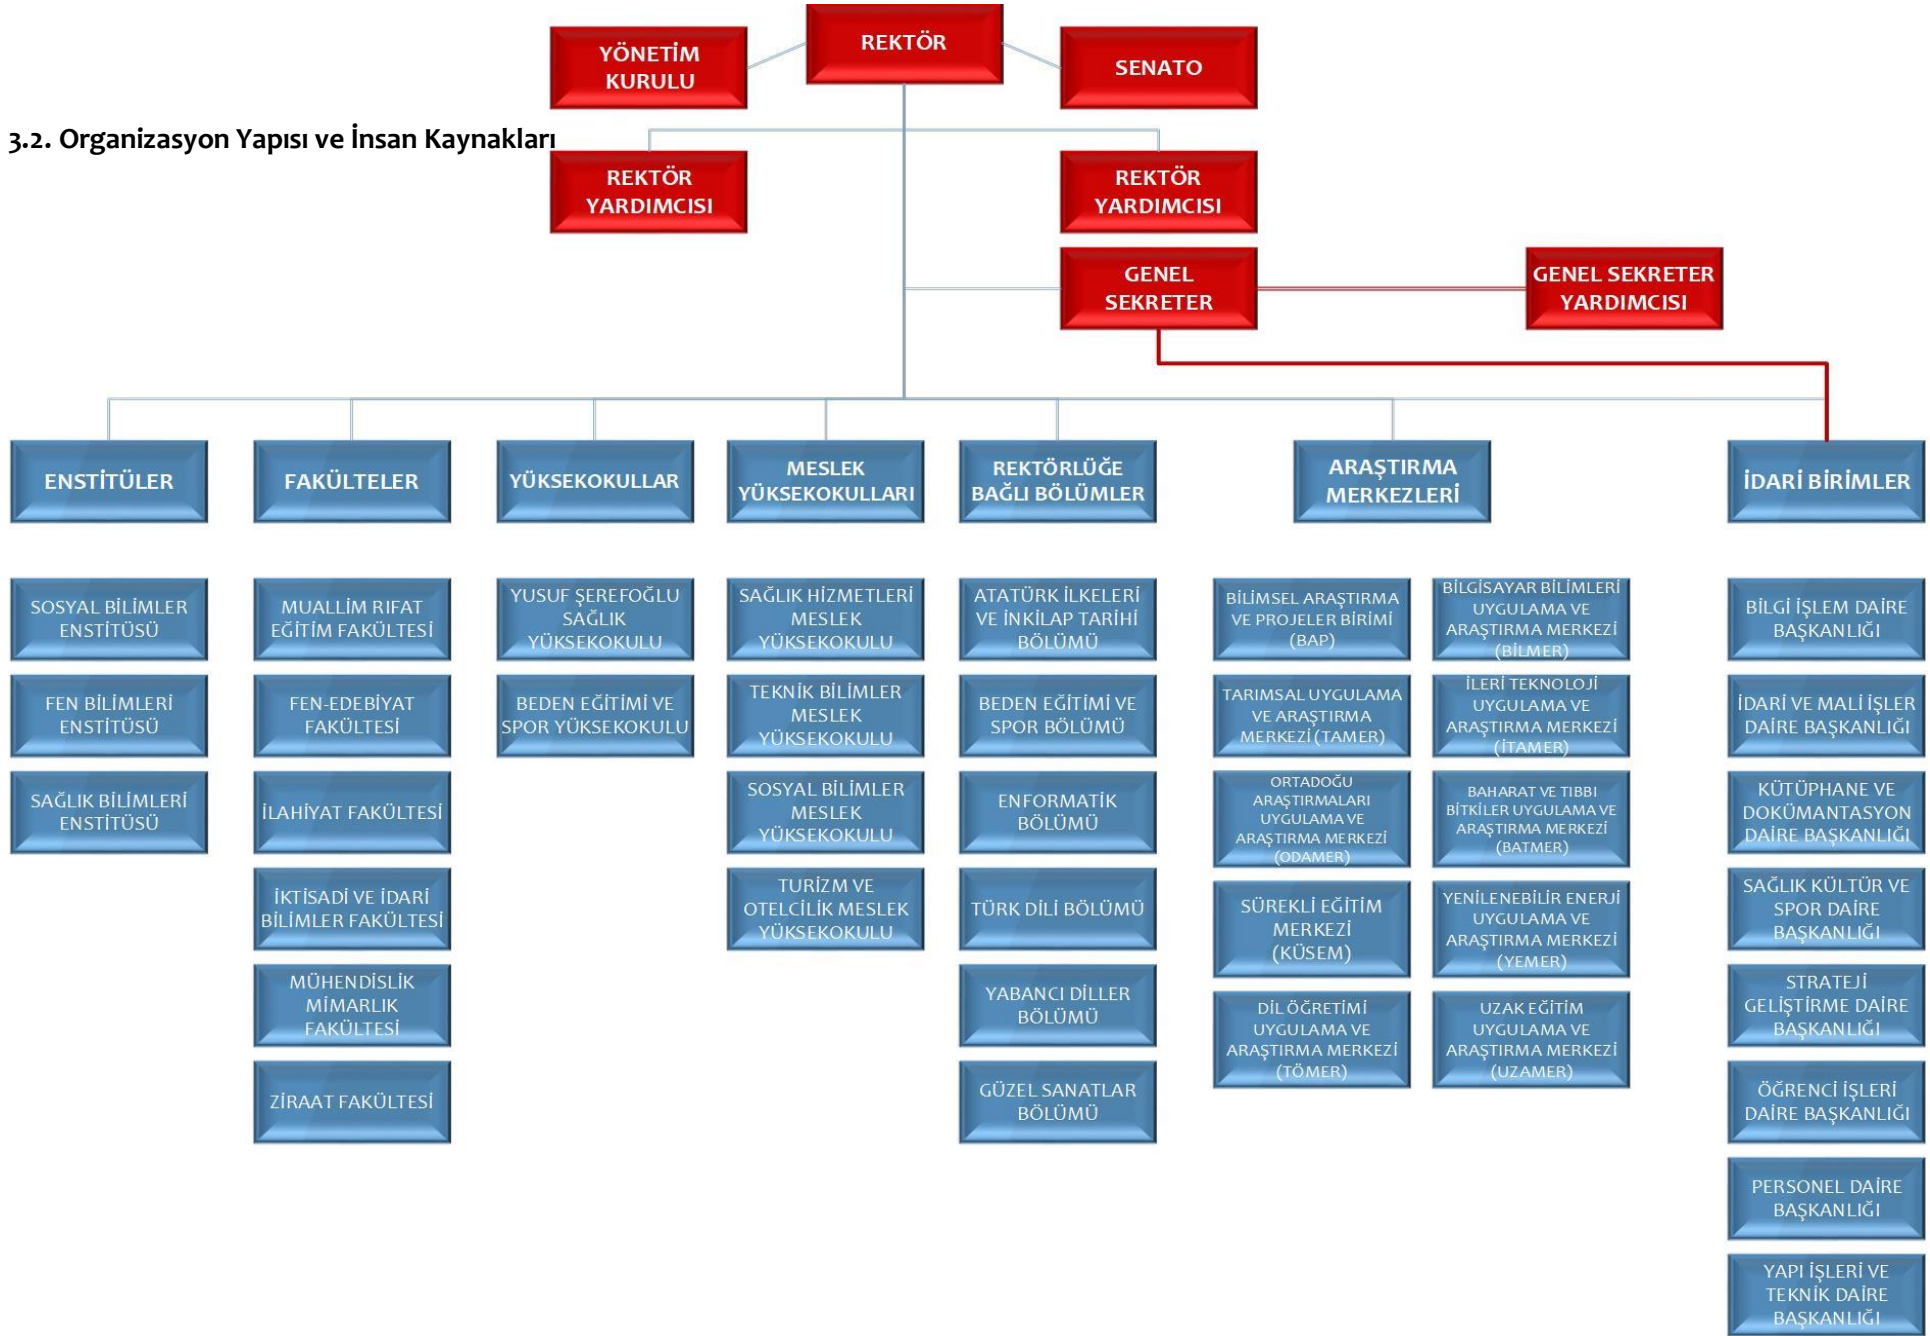 REKTÖR
YÖNETİM
KURULU
SENATO
3.2. Organizasyon Yapısı ve İnsan Kaynakları
REKTÖR
YARDIMCISI
REKTÖR
YARDIMCISI
GENEL
SEKRETER
GENEL SEKRETER
YARDIMCISI
ENSTİTÜLER
FAKÜLTELER
YÜKSEKOKULLAR
MESLEK
YÜKSEKOKULLARI
REKTÖRLÜĞE
BAĞLI BÖLÜMLER
ARAŞTIRMA
MERKEZLERİ
İDARİ BİRİMLER
SOSYAL BİLİMLER
ENSTİTÜSÜ
FEN BİLİMLERİ
ENSTİTÜSÜ
SAĞLIK BİLİMLERİ
ENSTİTÜSÜ
MUALLİM RIFAT
EĞİTİM FAKÜLTESİ
FEN-EDEBİYAT
FAKÜLTESİ
İLAHİYAT FAKÜLTESİ
İKTİSADİ VE İDARİ
BİLİMLER FAKÜLTESİ
MÜHENDİSLİK
MİMARLIK
FAKÜLTESİ
ZİRAAT FAKÜLTESİ
YUSUF ŞEREFOĞLU
SAĞLIK
YÜKSEKOKULU
BEDEN EĞİTİMİ VE
SPOR YÜKSEKOKULU
SAĞLIK HİZMETLERİ
MESLEK
YÜKSEKOKULU
TEKNİK BİLİMLER
MESLEK
YÜKSEKOKULU
SOSYAL BİLİMLER
MESLEK
YÜKSEKOKULU
TURİZM VE
OTELCİLİK MESLEK
YÜKSEKOKULU
ATATÜRK İLKELERİ
VE İNKİLAP TARİHİ
BÖLÜMÜ
BEDEN EĞİTİMİ VE
SPOR BÖLÜMÜ
ENFORMATİK
BÖLÜMÜ
TÜRK DİLİ BÖLÜMÜ
YABANCI DİLLER
BÖLÜMÜ
GÜZEL SANATLAR
BÖLÜMÜ
BİLİMSEL ARAŞTIRMA
VE PROJELER BİRİMİ
(BAP)
TARIMSAL UYGULAMA
VE ARAŞTIRMA
MERKEZİ (TAMER)
ORTADOĞU
ARAŞTIRMALARI
UYGULAMA VE
ARAŞTIRMA MERKEZİ
(ODAMER)
SÜREKLİ EĞİTİM
MERKEZİ
(KÜSEM)
DİL ÖĞRETİMİ
UYGULAMA VE
ARAŞTIRMA MERKEZİ
(TÖMER)
BİLGİSAYAR BİLİMLERİ
UYGULAMA VE
ARAŞTIRMA MERKEZİ
(BİLMER)
İLERİ TEKNOLOJİ
UYGULAMA VE
ARAŞTIRMA MERKEZİ
(İTAMER)
BAHARAT VE TIBBI
BİTKİLER UYGULAMA VE
ARAŞTIRMA MERKEZİ
(BATMER)
YENİLENEBİLİR ENERJİ
UYGULAMA VE
ARAŞTIRMA MERKEZİ
(YEMER)
UZAK EĞİTİM
UYGULAMA VE
ARAŞTIRMA MERKEZİ
(UZAMER)
BİLGİ İŞLEM DAİRE
BAŞKANLIĞI
İDARİ VE MALİ İŞLER
DAİRE BAŞKANLIĞI
KÜTÜPHANE VE
DOKÜMANTASYON
DAİRE BAŞKANLIĞI
SAĞLIK KÜLTÜR VE
SPOR DAİRE
BAŞKANLIĞI
STRATEJİ
GELİŞTİRME DAİRE
BAŞKANLIĞI
ÖĞRENCİ İŞLERİ
DAİRE BAŞKANLIĞI
PERSONEL DAİRE
BAŞKANLIĞI
YAPI İŞLERİ VE
TEKNİK DAİRE
BAŞKANLIĞI